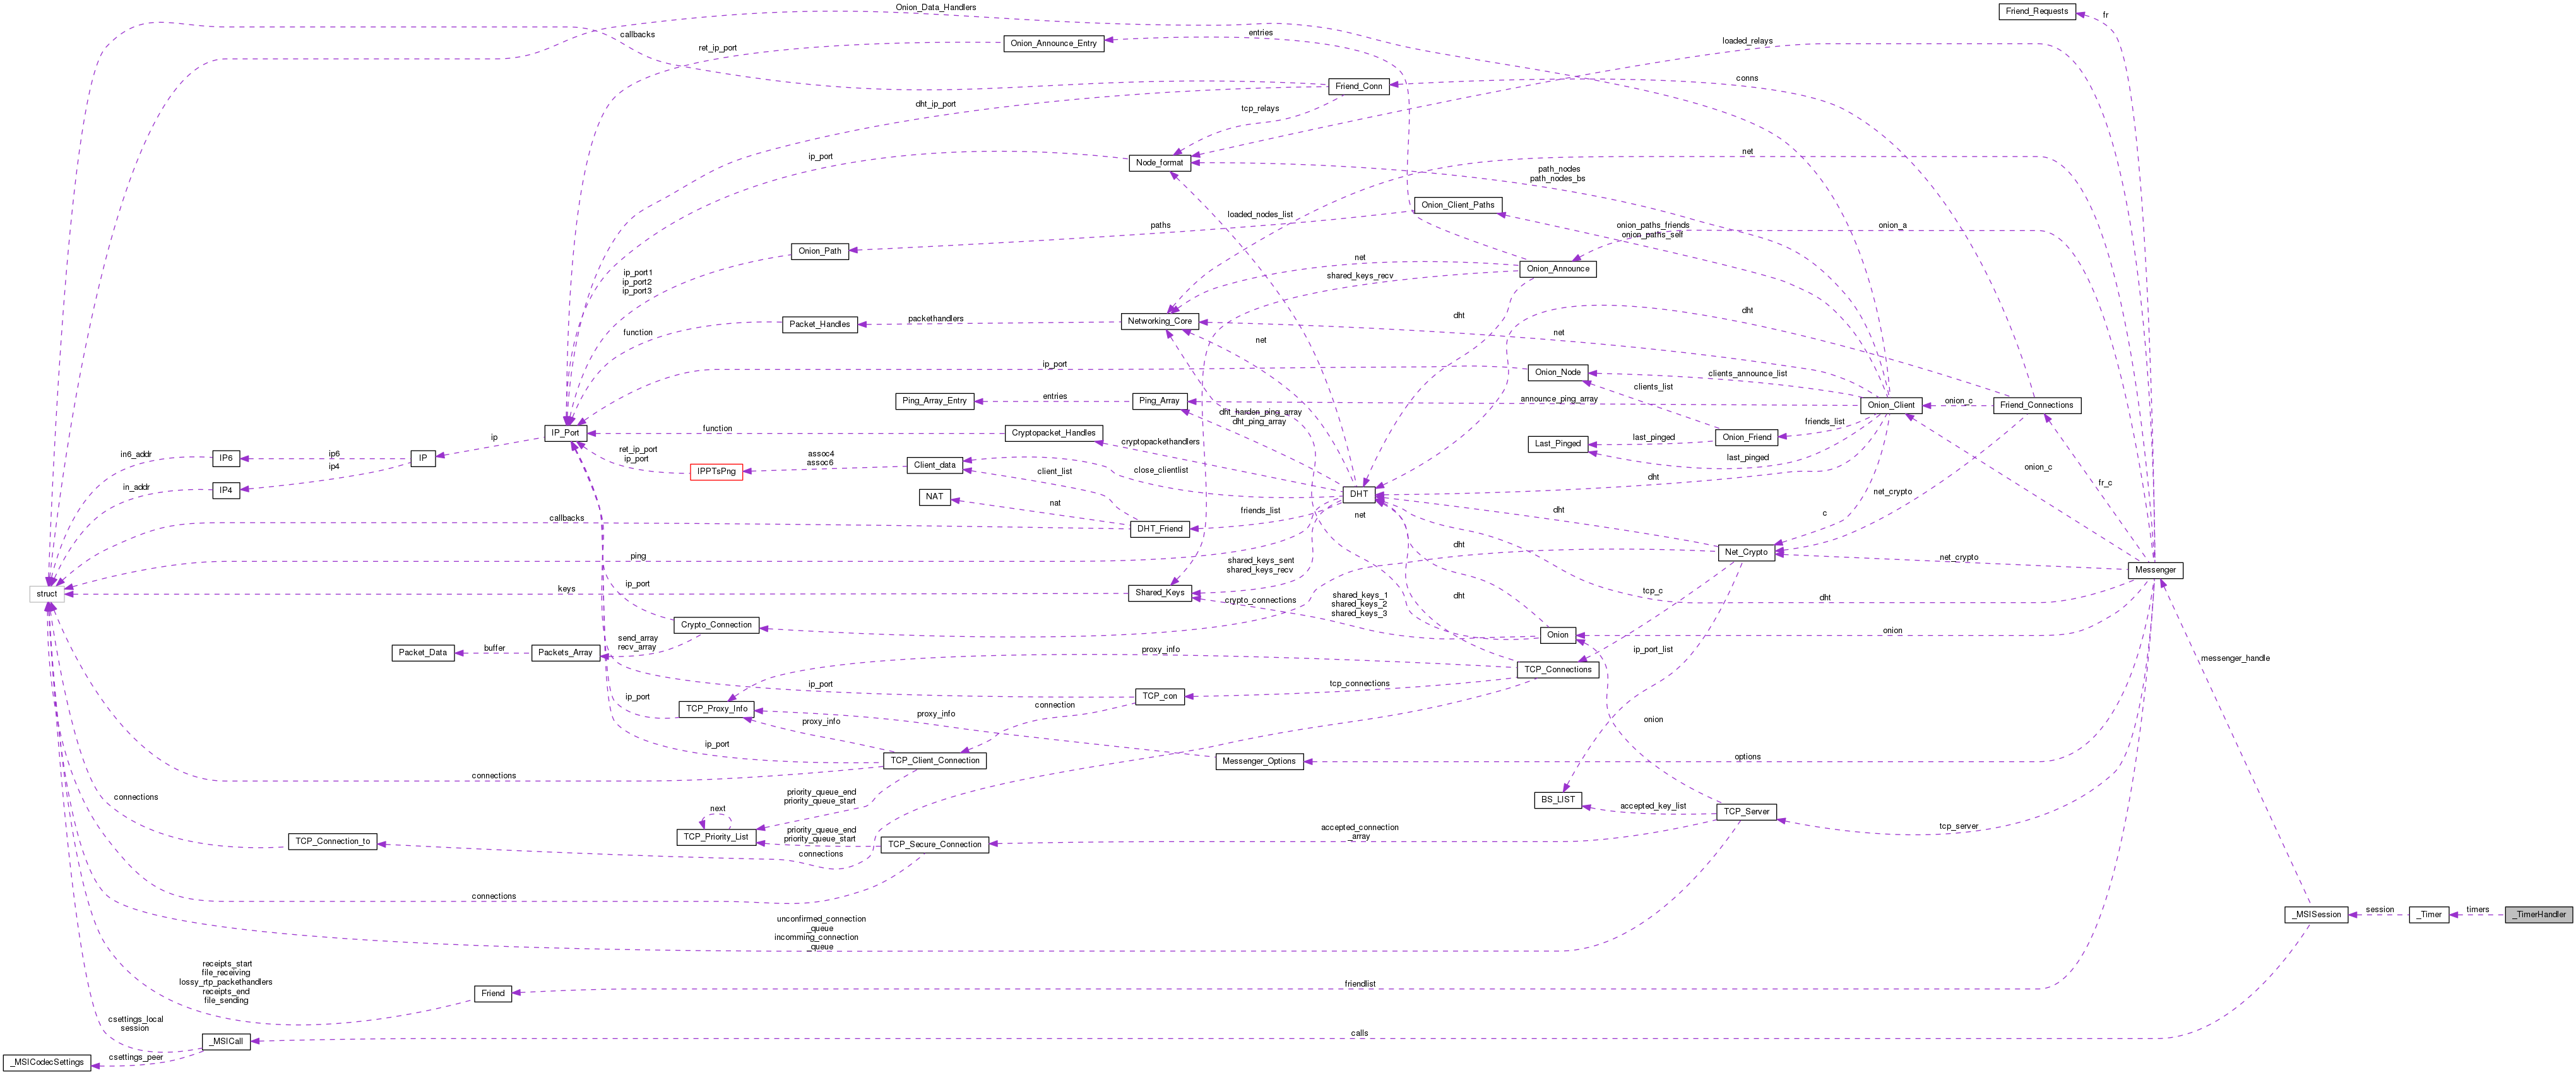 Onion_Data_Handlers
Friend_Requests
fr
callbacks
entries
ret_ip_port
Onion_Announce_Entry
loaded_relays
conns
Friend_Conn
dht_ip_port
tcp_relays
net
ip_port
Node_format
path_nodes
path_nodes_bs
Onion_Client_Paths
loaded_nodes_list
paths
onion_paths_friends
onion_paths_self
onion_a
Onion_Path
net
Onion_Announce
ip_port1
ip_port2
ip_port3
shared_keys_recv
dht
dht
packethandlers
Packet_Handles
Networking_Core
function
net
net
ip_port
Onion_Node
clients_announce_list
clients_list
Ping_Array_Entry
entries
Ping_Array
announce_ping_array
Onion_Client
onion_c
Friend_Connections
dht_harden_ping_array
dht_ping_array
friends_list
IP_Port
function
Cryptopacket_Handles
cryptopackethandlers
Last_Pinged
last_pinged
Onion_Friend
ip
ret_ip_port
ip_port
in6_addr
IP6
ip6
ip4
IP
assoc4
assoc6
Client_data
close_clientlist
last_pinged
IPPTsPng
client_list
onion_c
dht
fr_c
in_addr
IP4
NAT
nat
DHT
net_crypto
friends_list
net
dht
c
callbacks
DHT_Friend
ping
dht
Net_Crypto
net_crypto
shared_keys_sent
shared_keys_recv
Messenger
ip_port
struct
keys
Shared_Keys
crypto_connections
shared_keys_1
shared_keys_2
shared_keys_3
dht
tcp_c
dht
Crypto_Connection
send_array
recv_array
Onion
onion
Packet_Data
buffer
Packets_Array
proxy_info
ip_port_list
TCP_Connections
messenger_handle
ip_port
tcp_connections
ip_port
TCP_con
TCP_Proxy_Info
connection
proxy_info
proxy_info
onion
ip_port
TCP_Client_Connection
Messenger_Options
options
connections
priority_queue_end
priority_queue_start
connections
BS_LIST
accepted_key_list
TCP_Server
next
TCP_Priority_List
priority_queue_end
priority_queue_start
accepted_connection
_array
tcp_server
TCP_Connection_to
connections
TCP_Secure_Connection
connections
unconfirmed_connection
_queue
incomming_connection
_queue
_MSISession
session
_Timer
timers
_TimerHandler
receipts_start
file_receiving
lossy_rtp_packethandlers
receipts_end
file_sending
Friend
friendlist
csettings_local
session
_MSICall
calls
_MSICodecSettings
csettings_peer